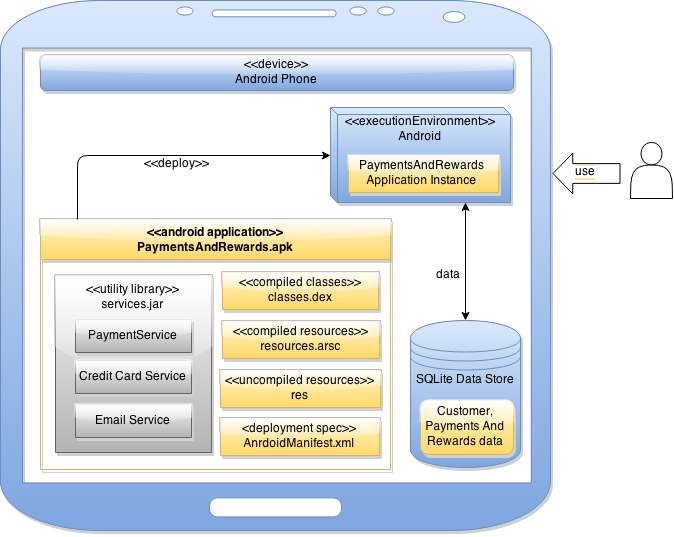 <<device>>
Android Phone
<<executionEnvironment>>
Android
PaymentsAndRewards
Application Instance
<<deploy>>
use
<<android application>>
PaymentsAndRewards.apk
<<utility library>>
services.jar
PaymentService
Credit Card Service
Email Service
<<compiled classes>>
classes.dex
<<compiled resources>>
resources.arsc
<<uncompiled resources>>
res
<deployment spec>>
AnrdoidManifest.xml
data
SQLite Data Store
Customer,
Payments And
Rewards data